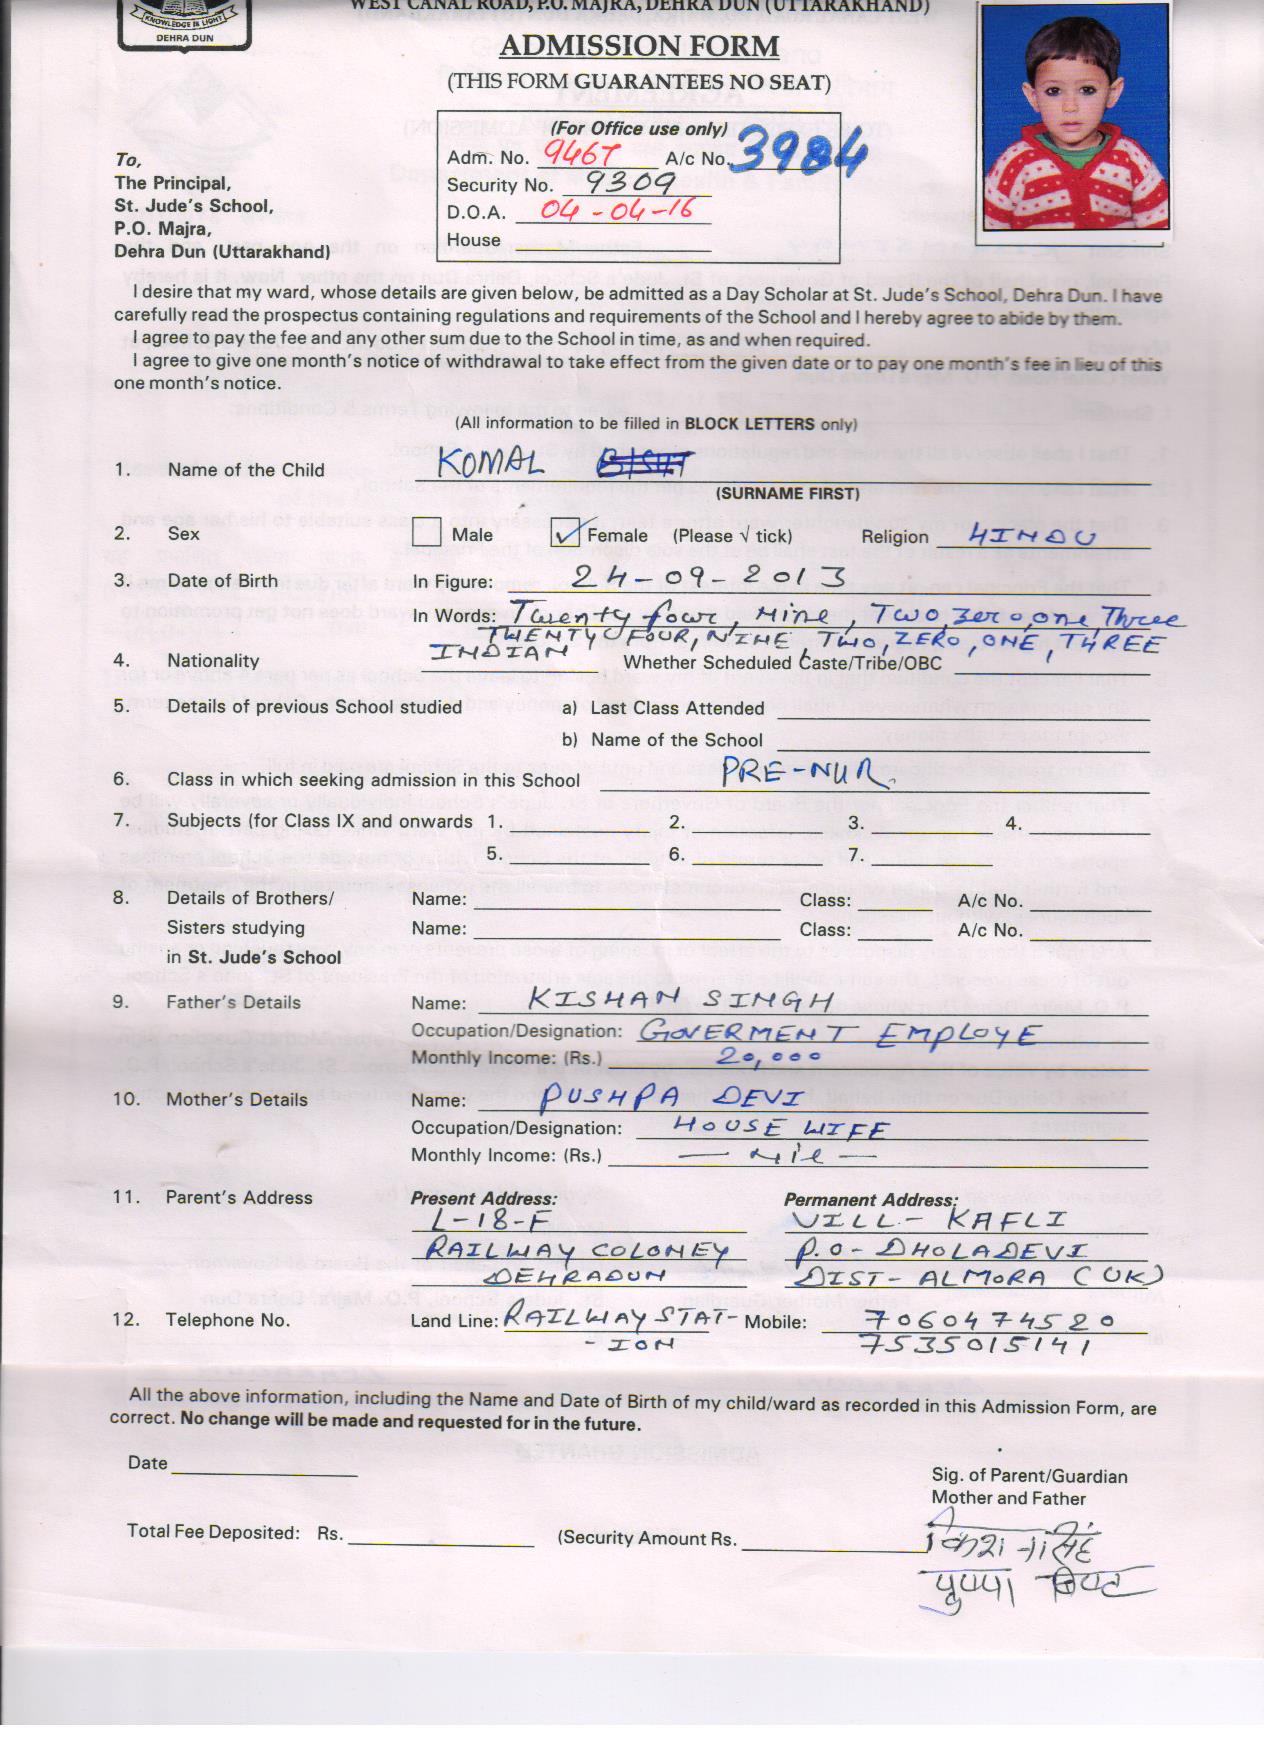 KNOWLEDGE IS LIGHT
DEHRA DUN
WEST CANAL ROAD, P.O. MAJRA, DEHRA DUN (UTTARAKHAND)
ADMISSION FORM
(THIS FORM GUARANTEES NO SEAT)
(For Office use only)
Adm. No. 9467 A/c No. 3984
Security No. 9309
D.O.A. 04-04-16
House
To,
The Principal,
St. Jude's School,
P.O. Majra,
Dehra Dun (Uttarakhand)
I desire that my ward, whose details are given below, be admitted as a Day Scholar at St. Jude's School, Dehra Dun. I have
carefully read the prospectus containing regulations and requirements of the School and I hereby agree to abide by them.
I agree to pay the fee and any other sum due to the School in time, as and when required.
I agree to give one month's notice of withdrawal to take effect from the given date or to pay one month's fee in lieu of this
one month's notice.
(All information to be filled in BLOCK LETTERS only)
1. Name of the Child KOMAL
(SURNAME FIRST)
2. Sex Male Female (Please √ tick) Religion HINDU
3. Date of Birth In Figure: 24-09-2013
In Words: Twenty four, Nine, Two, zero, one Three
TWENTY FOUR, NINE, TWO, ZERO, ONE, THREE
4. Nationality INDIAN Whether Scheduled Caste/Tribe/OBC
5. Details of previous School studied a) Last Class Attended
b) Name of the School
6. Class in which seeking admission in this School PRE-NUR.
7. Subjects (for Class IX and onwards 1. 2. 3. 4.
5. 6. 7.
8. Details of Brothers/ Name: Class: A/c No.
Sisters studying Name: Class: A/c No.
in St. Jude's School
9. Father's Details Name: KISHAN SINGH
Occupation/Designation: GOVERMENT EMPLOYE
Monthly Income: (Rs.) 20,000
10. Mother's Details Name: PUSHPA DEVI
Occupation/Designation: HOUSE WIFE
Monthly Income: (Rs.) — Nil —
11. Parent's Address Present Address: Permanent Address:
L-18-F VILL- KAFLI
RAILWAY COLONEY P.O- DHOLADEVI
DEHRADUN DIST- ALMORA (UK)
12. Telephone No. Land Line: RAILWAY STAT- Mobile: 7060474520
-ION 7535015141
All the above information, including the Name and Date of Birth of my child/ward as recorded in this Admission Form, are
correct. No change will be made and requested for in the future.
Date
Sig. of Parent/Guardian
Mother and Father
Total Fee Deposited: Rs. (Security Amount Rs.
किशन सिंह
पुष्पा